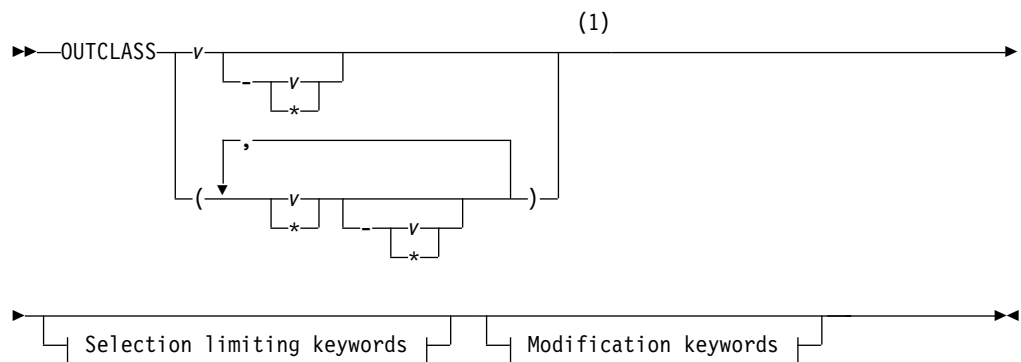 (1)
OUTCLASS v
- v
*
,
( v - v )
* *
Selection limiting keywords Modification keywords